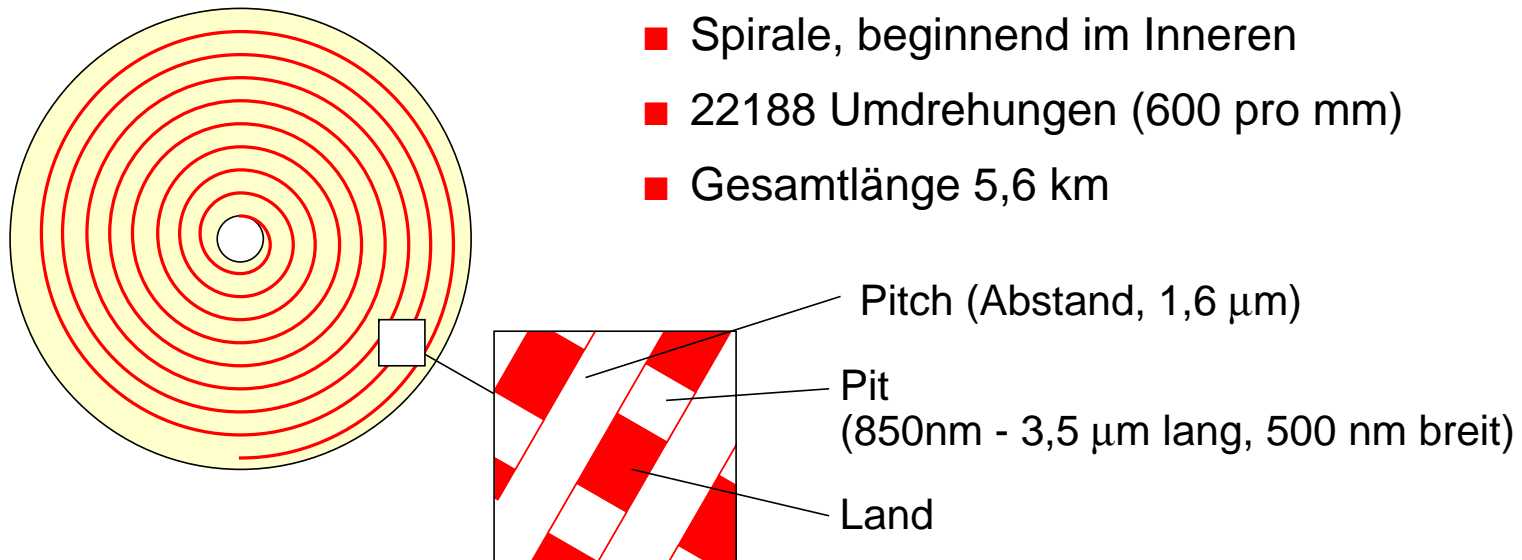 Spirale, beginnend im Inneren
22188 Umdrehungen (600 pro mm)
Gesamtlänge 5,6 km
Pitch (Abstand, 1,6 μm)
Pit
(850nm - 3,5 μm lang, 500 nm breit)
Land